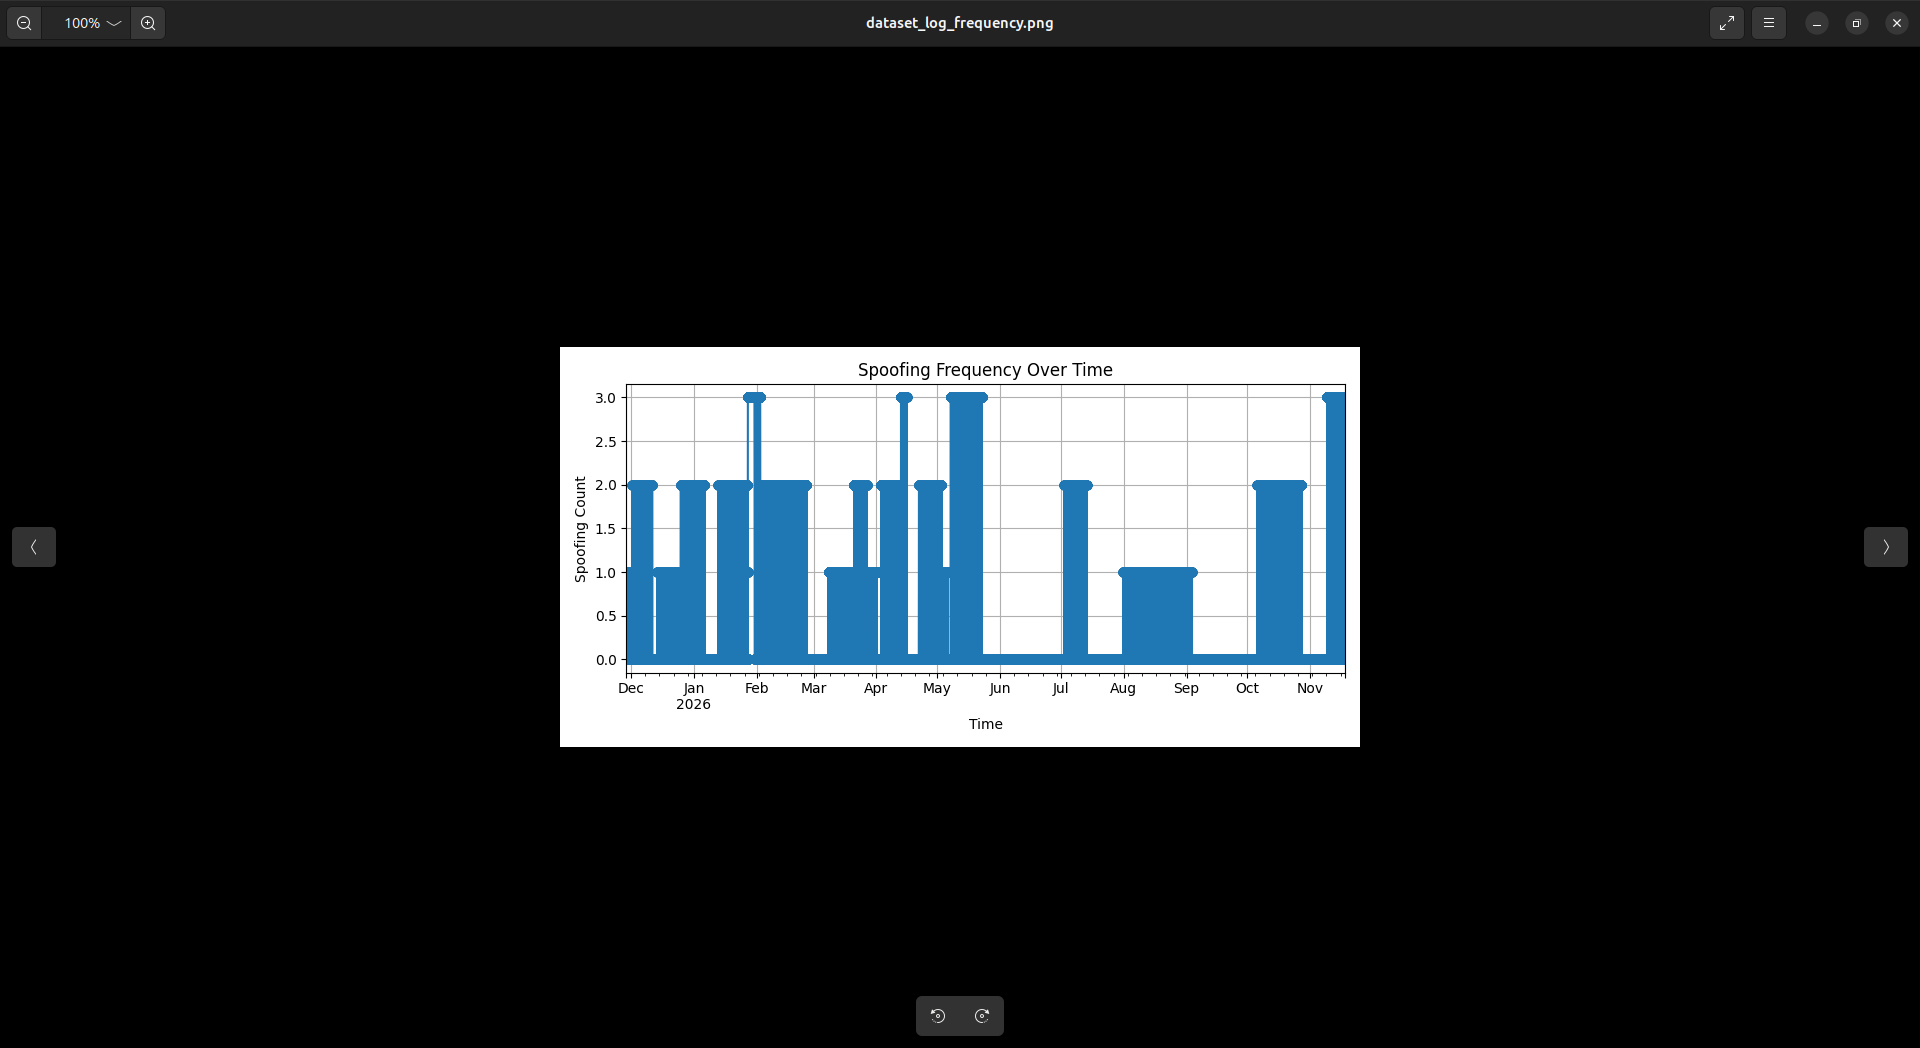 100%
dataset_log_frequency.png
Spoofing Frequency Over Time
3.0
2.5
2.0
1.5
1.0
0.5
0.0
Spoofing Count
Dec Jan Feb Mar Apr May Jun Jul Aug Sep Oct Nov
2026
Time